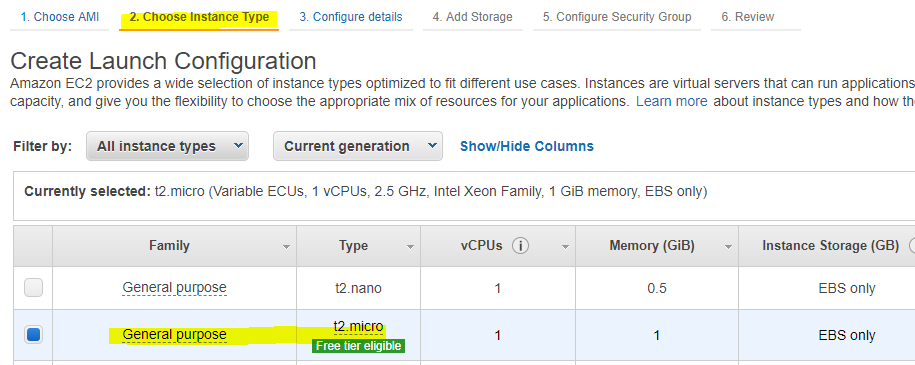 1. Choose AMI 2. Choose Instance Type 3. Configure details 4. Add Storage 5. Configure Security Group 6. Review
Create Launch Configuration
Amazon EC2 provides a wide selection of instance types optimized to fit different use cases. Instances are virtual servers that can run applications
capacity, and give you the flexibility to choose the appropriate mix of resources for your applications. Learn more about instance types and how the
Filter by: All instance types Current generation Show/Hide Columns
Currently selected: t2.micro (Variable ECUs, 1 vCPUs, 2.5 GHz, Intel Xeon Family, 1 GiB memory, EBS only)
Family Type vCPUs i Memory (GiB) Instance Storage (GB)
General purpose t2.nano 1 0.5 EBS only
General purpose t2.micro 1 1 EBS only
Free tier eligible